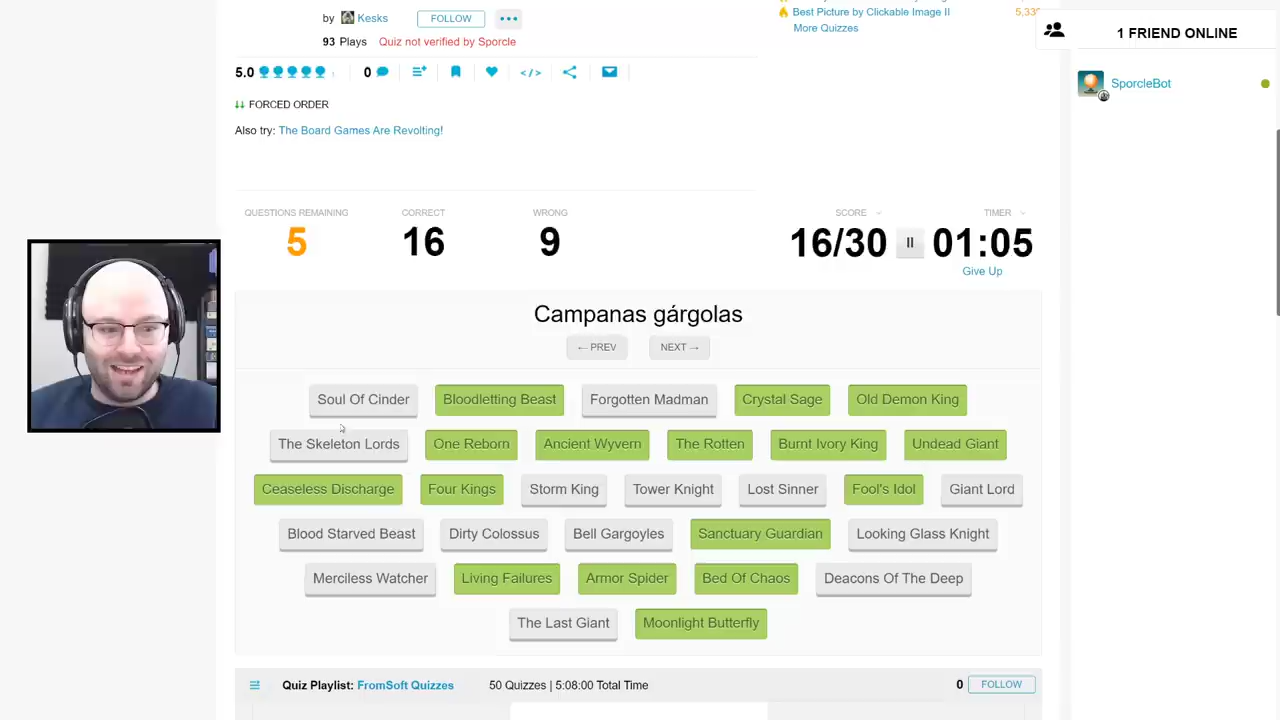 by Kesks FOLLOW
93 Plays Quiz not verified by Sporcle
Best Picture by Clickable Image II
More Quizzes
1 FRIEND ONLINE
SporcleBot
5.0 0 </>
FORCED ORDER
Also try: The Board Games Are Revolting!
QUESTIONS REMAINING CORRECT WRONG SCORE TIMER
5 16 9 16/30 01:05
Give Up
Campanas gárgolas
← PREV NEXT →
Soul Of Cinder Bloodletting Beast Forgotten Madman Crystal Sage Old Demon King
The Skeleton Lords One Reborn Ancient Wyvern The Rotten Burnt Ivory King Undead Giant
Ceaseless Discharge Four Kings Storm King Tower Knight Lost Sinner Fool's Idol Giant Lord
Blood Starved Beast Dirty Colossus Bell Gargoyles Sanctuary Guardian Looking Glass Knight
Merciless Watcher Living Failures Armor Spider Bed Of Chaos Deacons Of The Deep
The Last Giant Moonlight Butterfly
Quiz Playlist: FromSoft Quizzes 50 Quizzes | 5:08:00 Total Time 0 FOLLOW